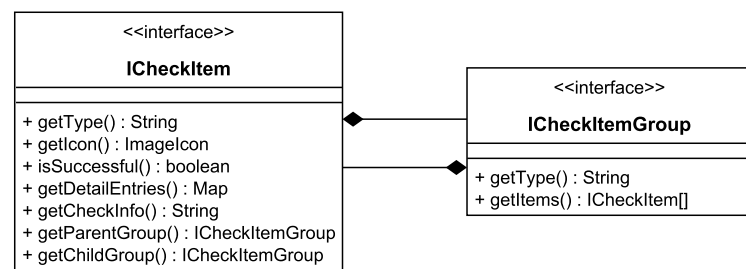 <<interface>>
ICheckItem
+ getType() : String
+ getIcon() : ImageIcon
+ isSuccessful() : boolean
+ getDetailEntries() : Map
+ getCheckInfo() : String
+ getParentGroup() : ICheckItemGroup
+ getChildGroup() : ICheckItemGroup
<<interface>>
ICheckItemGroup
+ getType() : String
+ getItems() : ICheckItem[]